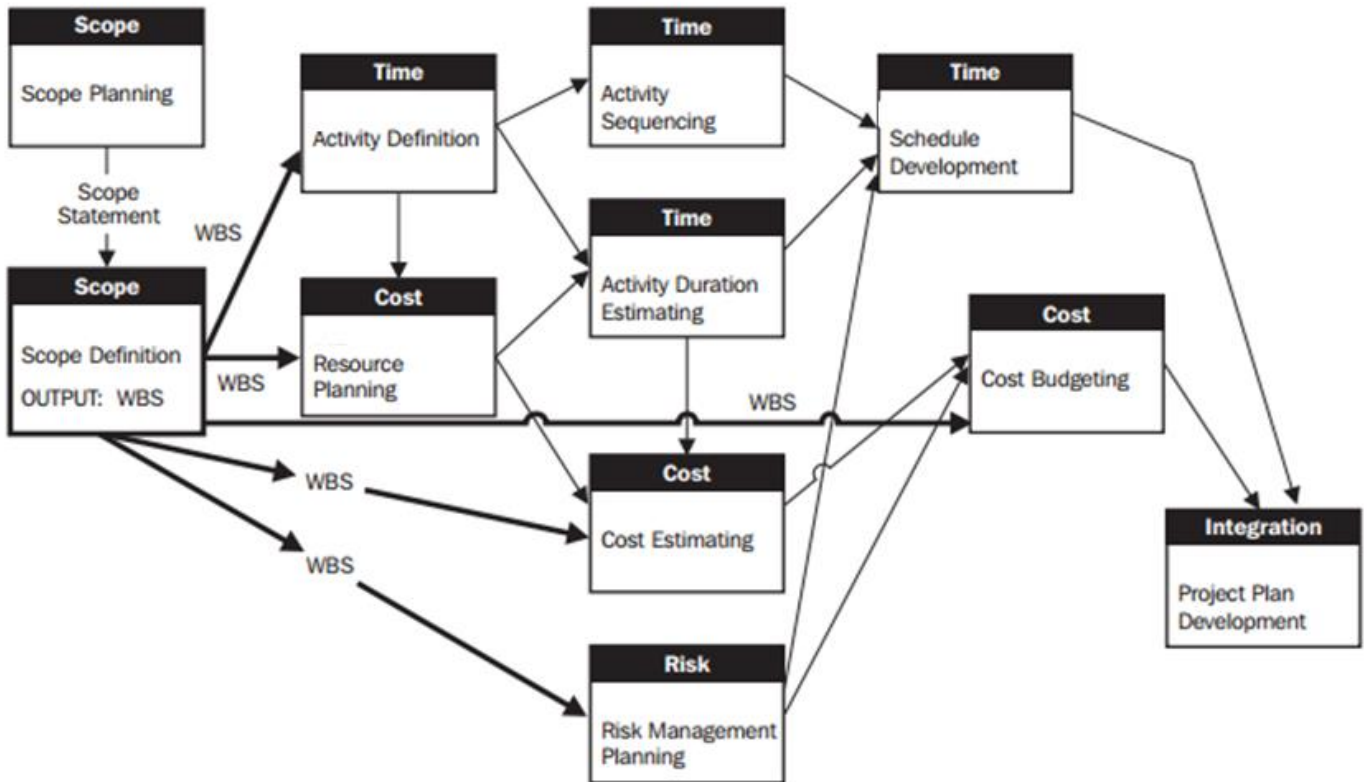 Scope
Scope Planning
Scope
Statement
Scope
Scope Definition
OUTPUT: WBS
WBS
WBS
WBS
WBS
WBS
Time
Activity Definition
Cost
Resource
Planning
Time
Activity
Sequencing
Time
Activity Duration
Estimating
Cost
Cost Estimating
Risk
Risk Management
Planning
Time
Schedule
Development
Cost
Cost Budgeting
Integration
Project Plan
Development